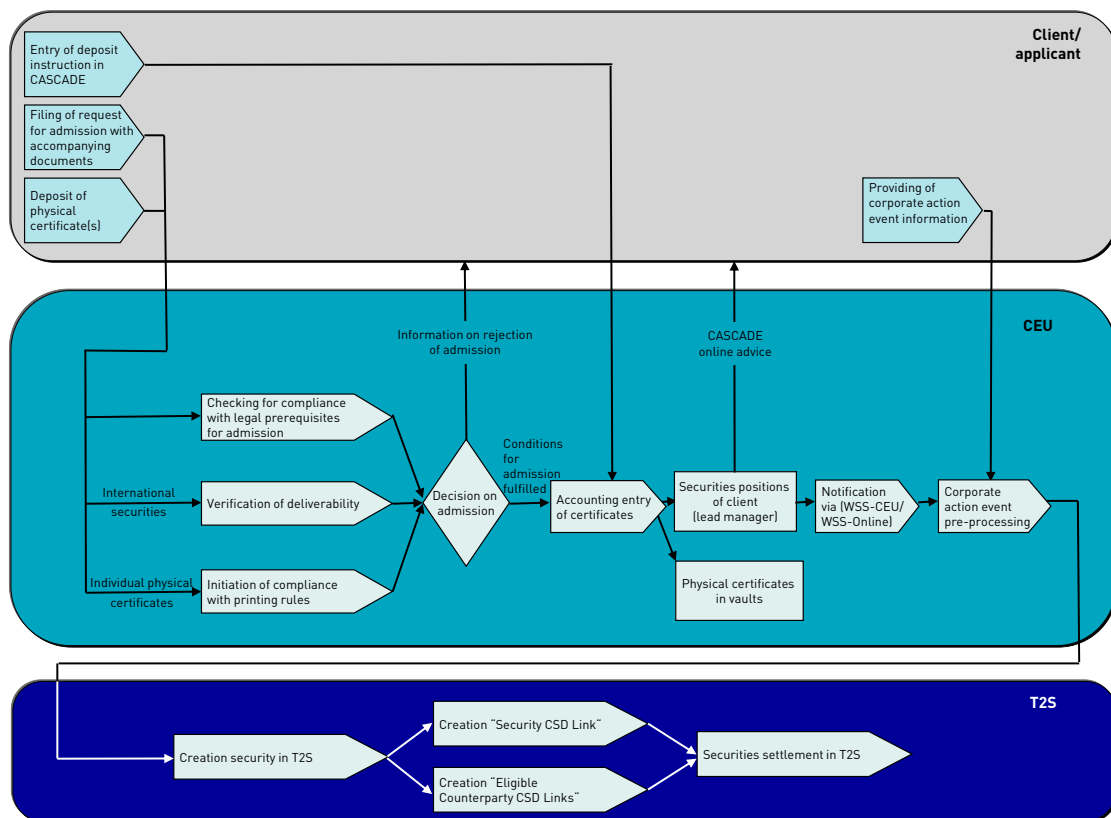 Client/
applicant
Entry of deposit
instruction in
CASCADE
Filing of request
for admission with
accompanying
documents
Deposit of
physical
certificate(s)
Providing of
corporate action
event information
CEU
Information on rejection
of admission
CASCADE
online advice
Checking for compliance
with legal prerequisites
for admission
Conditions
for
admission
fulfilled
International
securities
Verification of deliverability
Decision on
admission
Accounting entry
of certificates
Securities positions
of client
(lead manager)
Notification
via (WSS-CEU/
WSS-Online)
Corporate
action event
pre-processing
Individual physical
certificates
Initiation of compliance
with printing rules
Physical certificates
in vaults
T2S
Creation security in T2S
Creation “Security CSD Link”
Creation “Eligible
Counterparty CSD Links”
Securities settlement in T2S